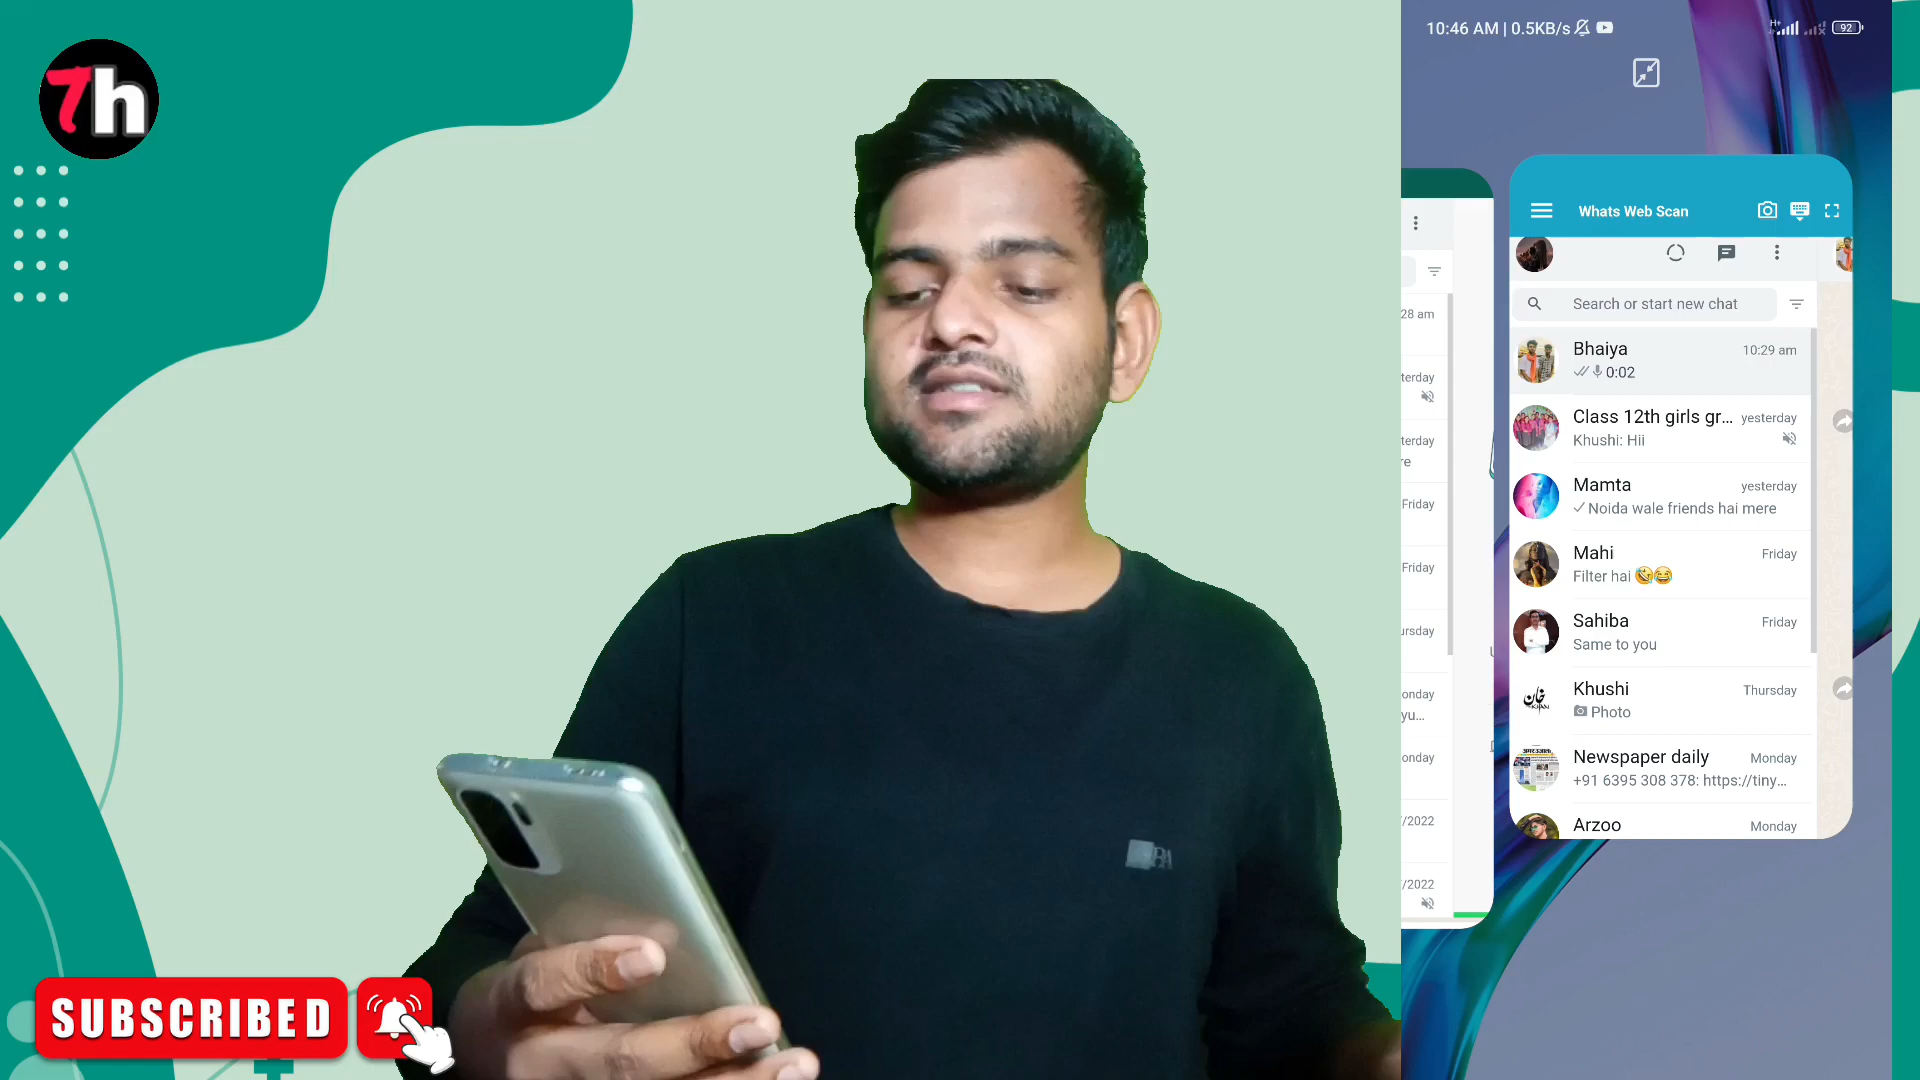 7h
10:46 AM | 0.5KB/s
H+
92
Whats Web Scan
Search or start new chat
Bhaiya
10:29 am
0:02
Class 12th girls gr...
yesterday
Khushi: Hii
Mamta
yesterday
Noida wale friends hai mere
Mahi
Friday
Filter hai 🤣😂
Sahiba
Friday
Same to you
Khushi
Thursday
Photo
Newspaper daily
Monday
+91 6395 308 378: https://tiny...
Arzoo
Monday
28 am
terday
terday
re
Friday
Friday
ursday
onday
yu...
onday
/2022
/2022
SUBSCRIBED